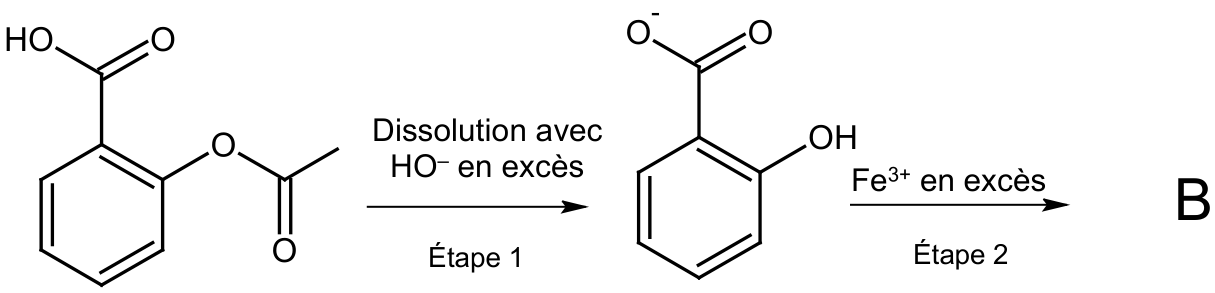 HO
O
O
O
Dissolution avec
HO⁻ en excès
Étape 1
O⁻
O
OH
Fe³⁺ en excès
Étape 2
B